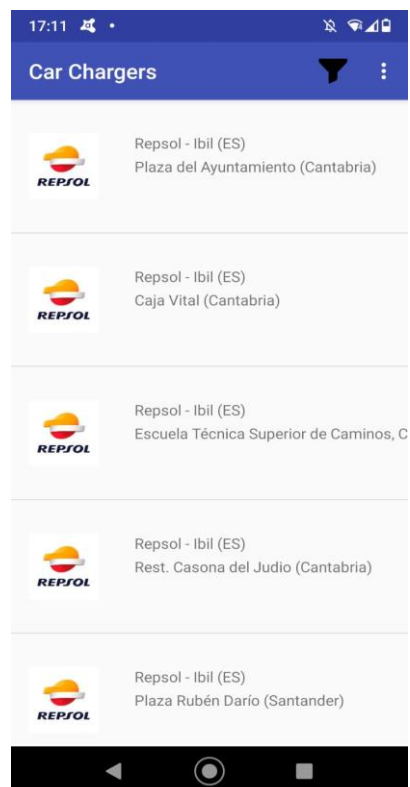 17:11
Car Chargers
REPSOL
Repsol - Ibil (ES)
Plaza del Ayuntamiento (Cantabria)
REPSOL
Repsol - Ibil (ES)
Caja Vital (Cantabria)
REPSOL
Repsol - Ibil (ES)
Escuela Técnica Superior de Caminos, C
REPSOL
Repsol - Ibil (ES)
Rest. Casona del Judio (Cantabria)
REPSOL
Repsol - Ibil (ES)
Plaza Rubén Darío (Santander)